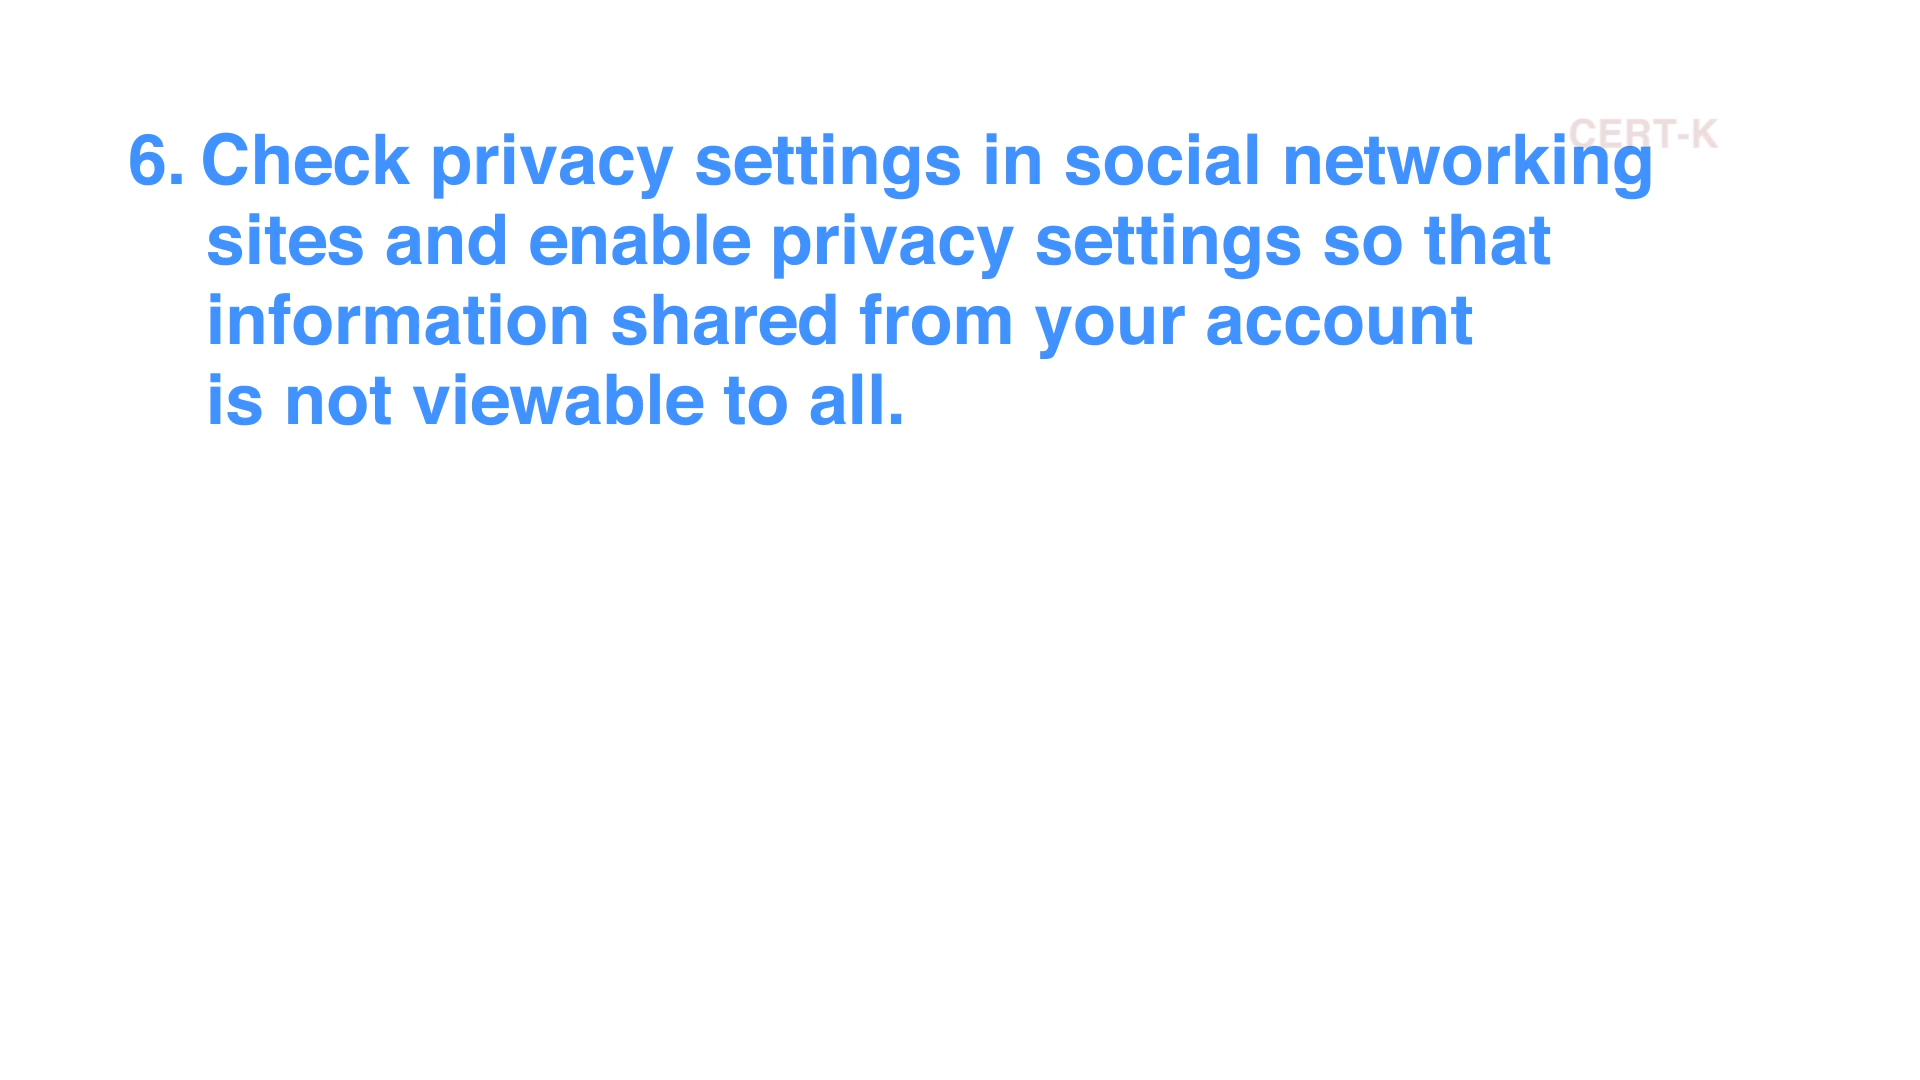 CERT-K
6. Check privacy settings in social networking
sites and enable privacy settings so that
information shared from your account
is not viewable to all.